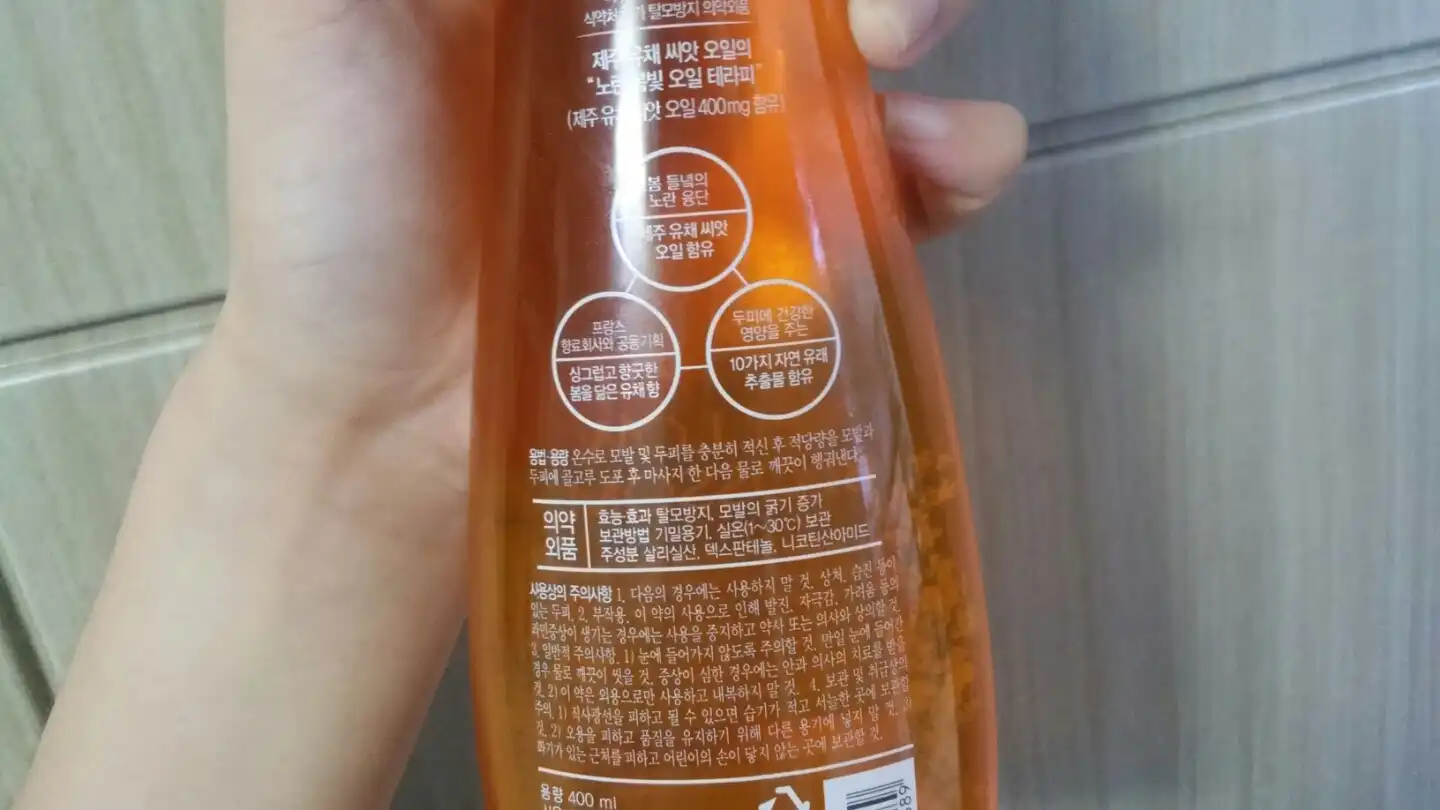 탈모방지 의약외품
제주 유채 씨앗 오일의
오일 테라피"
(제주 오일 400mg 함유)
봄 들녘의
노란 융단
제주 유채 씨앗
오일 함유
프랑스
향료회사와 공동기획
싱그럽고 향긋한
봄을 닮은 유채향
두피에 건강한
영양을 주는
10가지 자연 유래
추출물 함유
용법·용량 온수로 모발 및 두피를 충분히 적신 후 적당량을 모발과
두피에 골고루 도포 후 마사지 한 다음 물로 깨끗이 헹궈낸다.
의약
외품
효능·효과 탈모방지, 모발의 굵기 증가
보관방법 기밀용기, 실온(1~30℃) 보관
주성분 살리실산, 덱스판테놀, 니코틴산아미드
사용상의 주의사항 1. 다음의 경우에는 사용하지 말 것. 상처, 습진 등이
있는 두피. 2. 부작용. 이 약의 사용으로 인해 발진, 자극감, 가려움 등의
과민증상이 생기는 경우에는 사용을 중지하고 약사 또는 의사와 상의할 것.
3. 일반적 주의사항. 1) 눈에 들어가지 않도록 주의할 것. 만일 눈에 들어간
경우 물로 깨끗이 씻을 것. 증상이 심한 경우에는 안과 의사의 치료를 받을
것. 2) 이 약은 외용으로만 사용하고 내복하지 말 것. 4. 보관 및 취급상의
주의. 1) 직사광선을 피하고 될 수 있으면 습기가 적고 서늘한 곳에 보관할
것. 2) 오용을 피하고 품질을 유지하기 위해 다른 용기에 넣지 말 것. 3)
화기가 있는 근처를 피하고 어린이의 손이 닿지 않는 곳에 보관할 것.
용량 400 ml